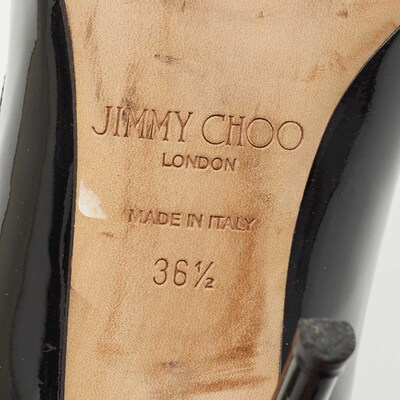 JIMMY CHOO
LONDON
MADE IN ITALY
36½